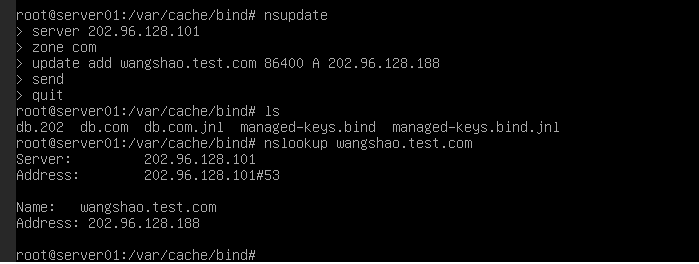 root@server01:/var/cache/bind# nsupdate
> server 202.96.128.101
> zone com
> update add wangshao.test.com 86400 A 202.96.128.188
> send
> quit
root@server01:/var/cache/bind# ls
db.202  db.com  db.com.jnl  managed-keys.bind  managed-keys.bind.jnl
root@server01:/var/cache/bind# nslookup wangshao.test.com
Server:         202.96.128.101
Address:        202.96.128.101#53
Name:   wangshao.test.com
Address: 202.96.128.188
root@server01:/var/cache/bind#